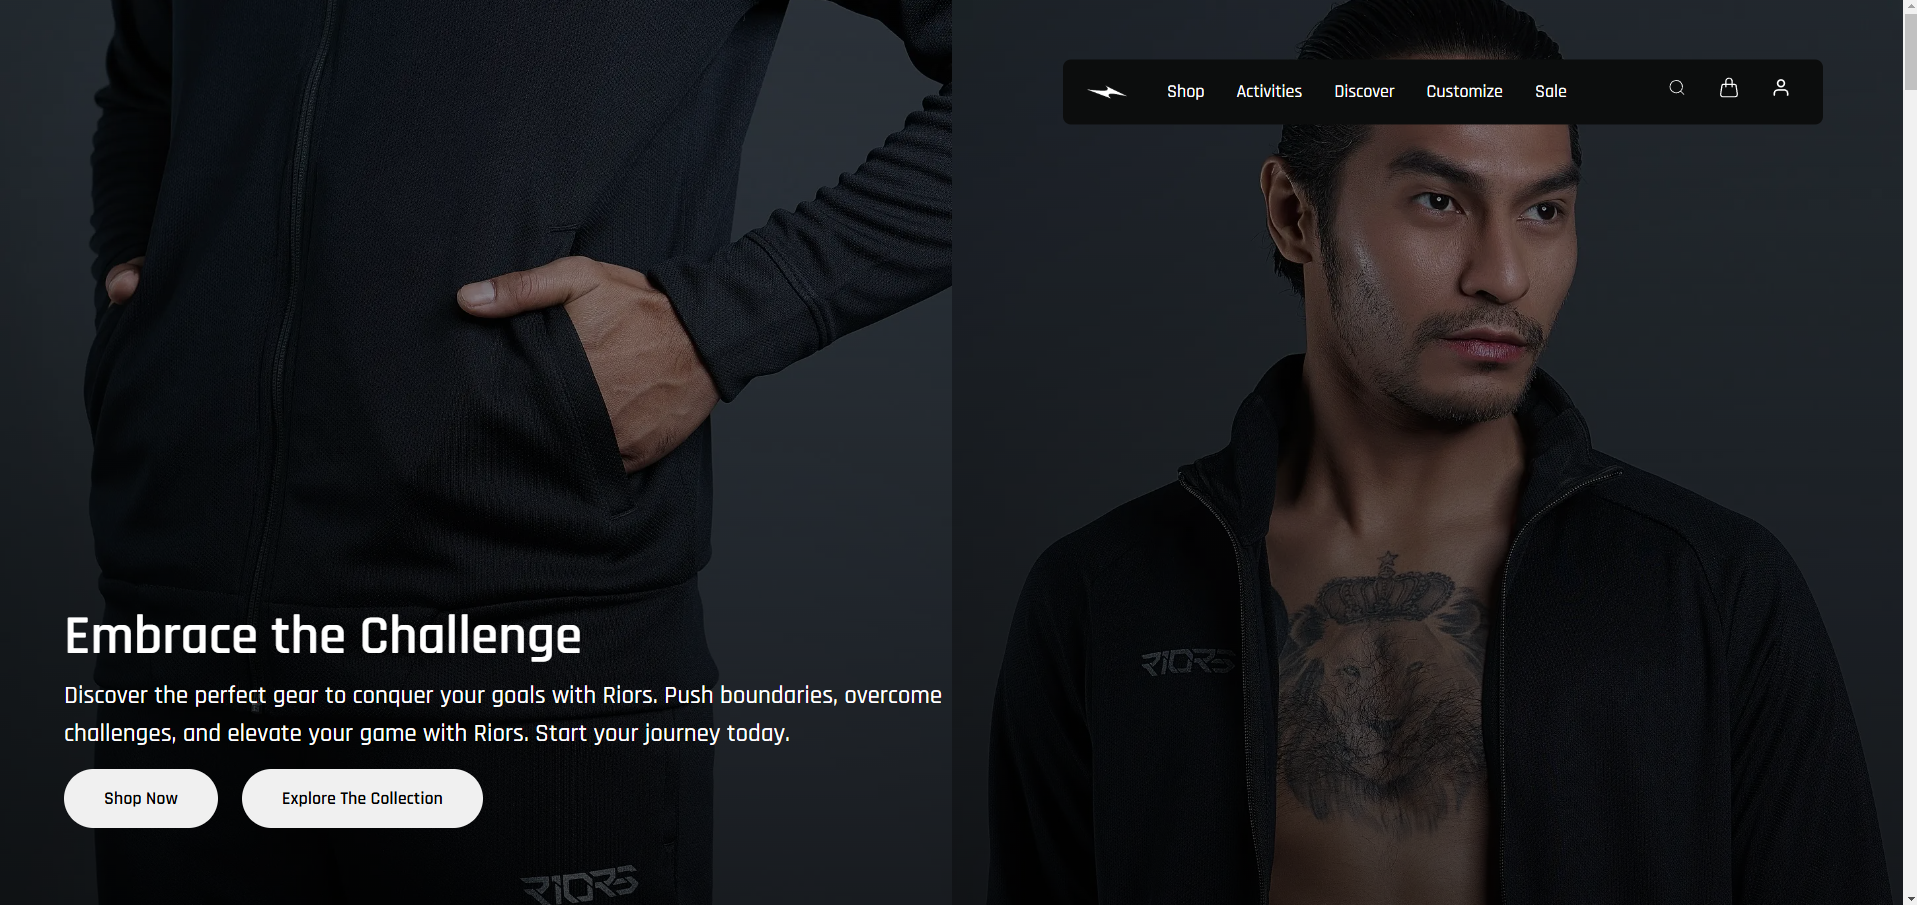 Shop Activities Discover Customize Sale
Embrace the Challenge
Discover the perfect gear to conquer your goals with Riors. Push boundaries, overcome
challenges, and elevate your game with Riors. Start your journey today.
Shop Now Explore The Collection
RIORS
RIORS